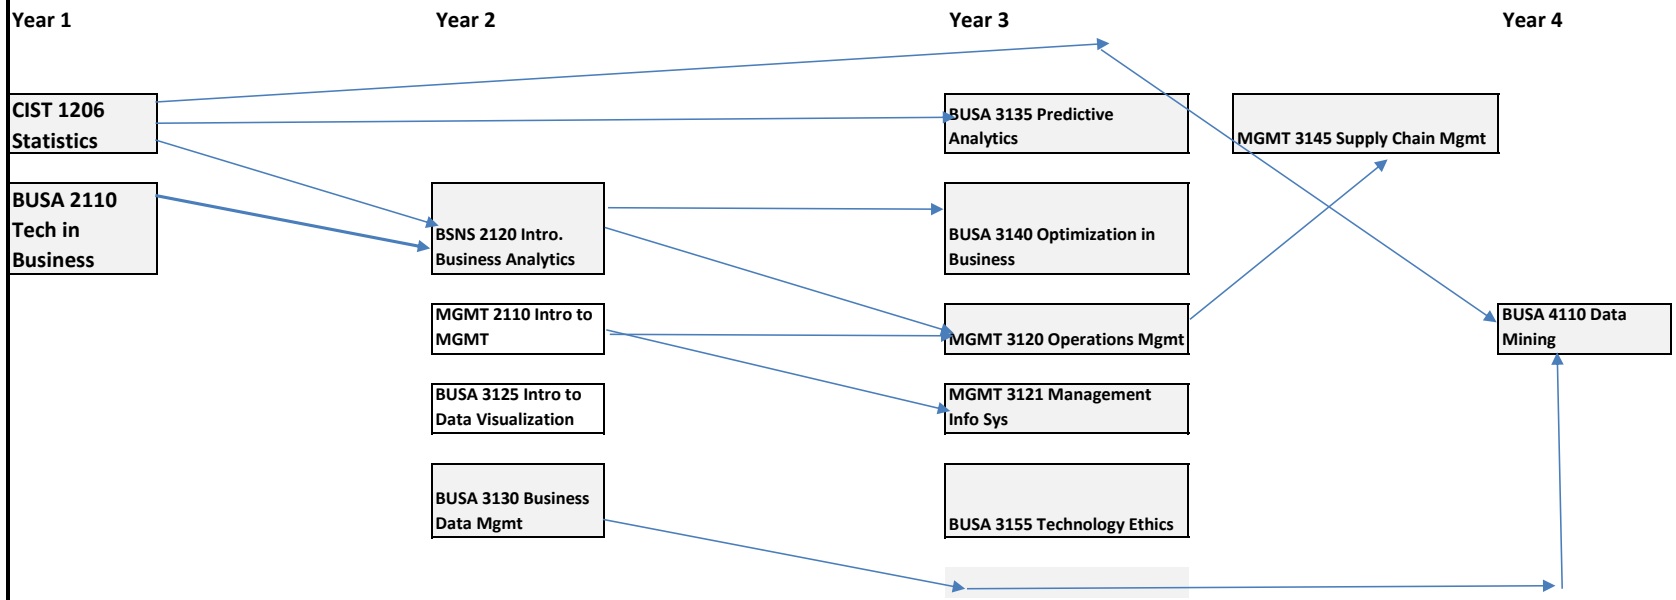 Year 1
Year 2
Year 3
Year 4
CIST 1206
Statistics
BUSA 3135 Predictive
Analytics
MGMT 3145 Supply Chain Mgmt
BUSA 2110
Tech in
Business
BSNS 2120 Intro.
Business Analytics
BUSA 3140 Optimization in
Business
MGMT 2110 Intro to
MGMT
MGMT 3120 Operations Mgmt
BUSA 4110 Data
Mining
BUSA 3125 Intro to
Data Visualization
MGMT 3121 Management
Info Sys
BUSA 3130 Business
Data Mgmt
BUSA 3155 Technology Ethics